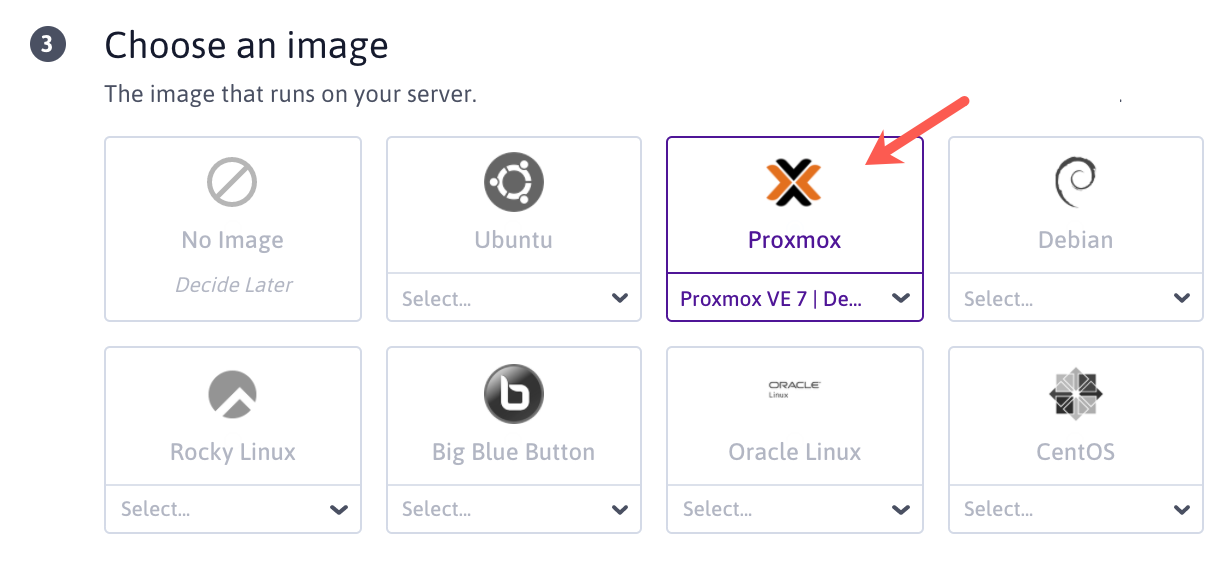 3
Choose an image
The image that runs on your server.
No Image
Decide Later
Ubuntu
Select...
Proxmox
Proxmox VE 7 | De...
Debian
Select...
Rocky Linux
Select...
Big Blue Button
Select...
ORACLE
Linux
Oracle Linux
Select...
CentOS
Select...